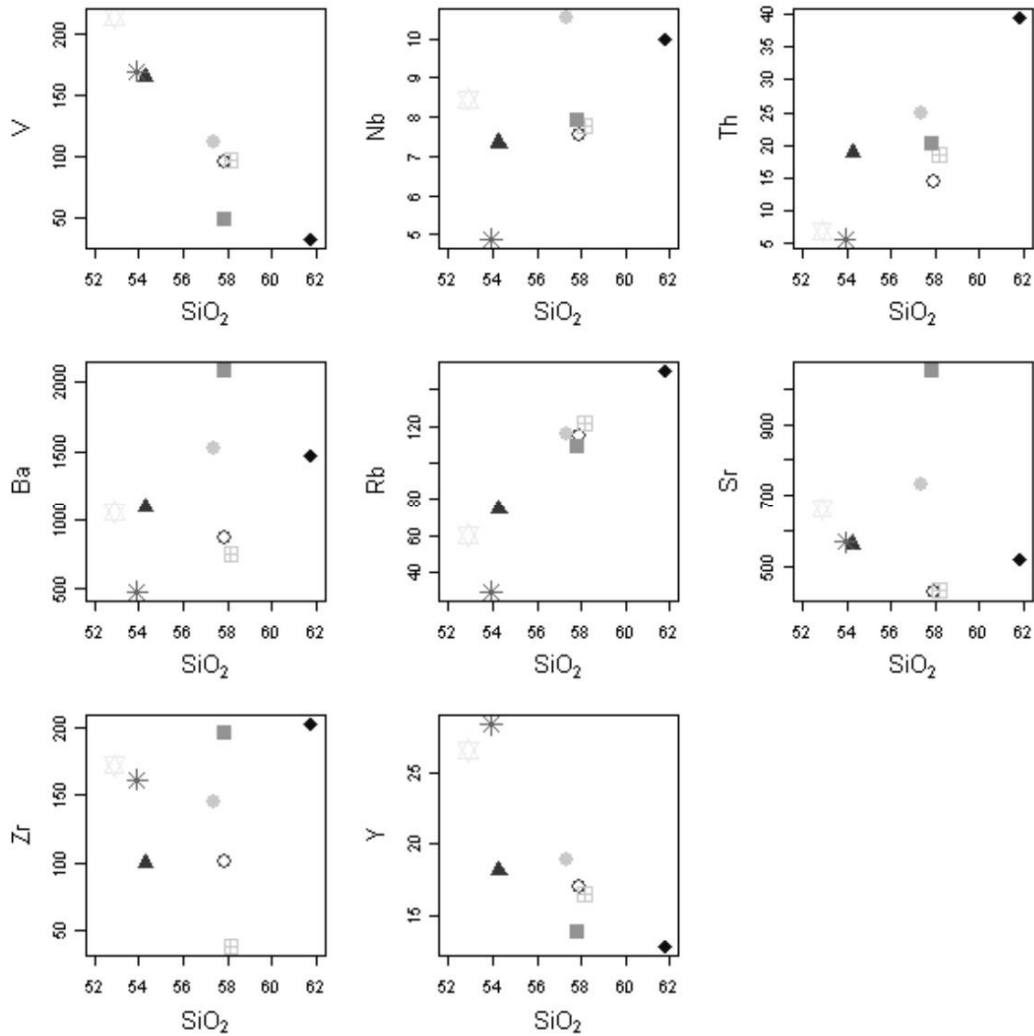 V
50 100 150 200
52 54 56 58 60 62
SiO₂
Nb
5 6 7 8 9 10
52 54 56 58 60 62
SiO₂
Th
5 10 15 20 25 30 35 40
52 54 56 58 60 62
SiO₂
Ba
500 1000 1500 2000
52 54 56 58 60 62
SiO₂
Rb
40 60 80 120
52 54 56 58 60 62
SiO₂
Sr
500 700 900
52 54 56 58 60 62
SiO₂
Zr
50 100 150 200
52 54 56 58 60 62
SiO₂
Y
15 20 25
52 54 56 58 60 62
SiO₂